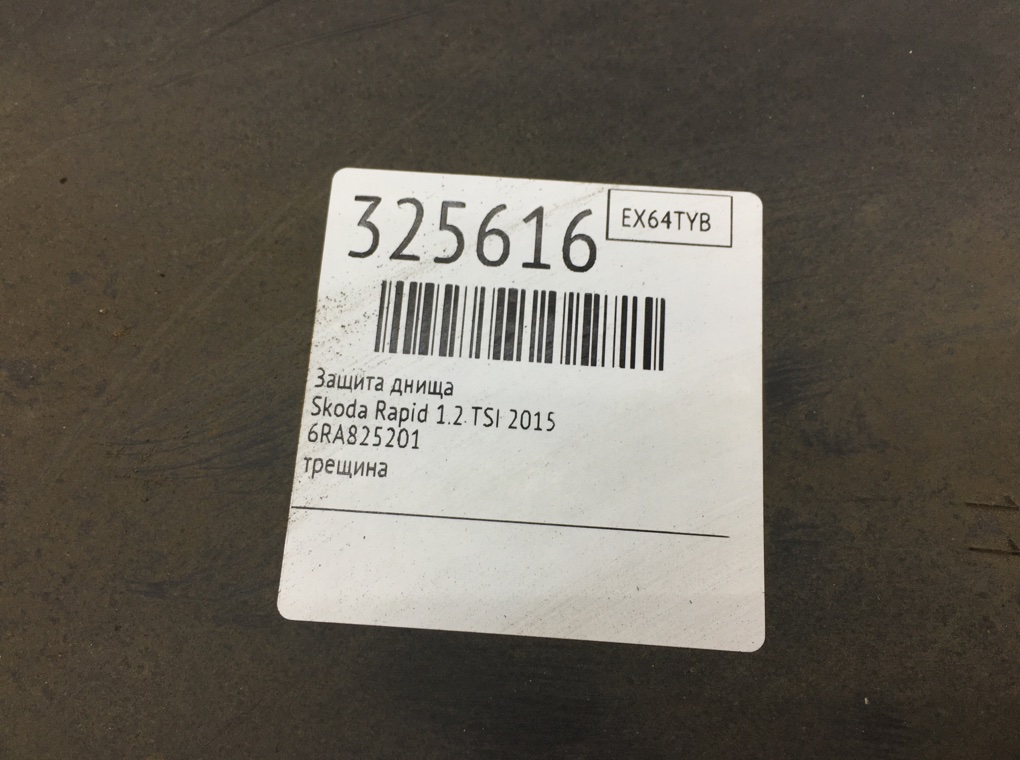 325616
EX64TYB
Защита днища
Skoda Rapid 1.2 TSI 2015
6RA825201
трещина